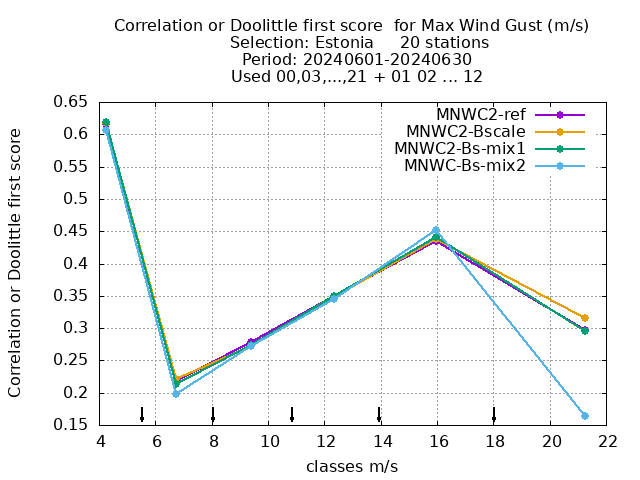 Correlation or Doolittle first score  for Max Wind Gust (m/s)
Selection: Estonia     20 stations
Period: 20240601-20240630
Used 00,03,...,21 + 01 02 ... 12
MNWC2-ref
MNWC2-Bscale
MNWC2-Bs-mix1
MNWC-Bs-mix2
Correlation or Doolittle first score
0.65
0.6
0.55
0.5
0.45
0.4
0.35
0.3
0.25
0.2
0.15
4 6 8 10 12 14 16 18 20 22
classes m/s